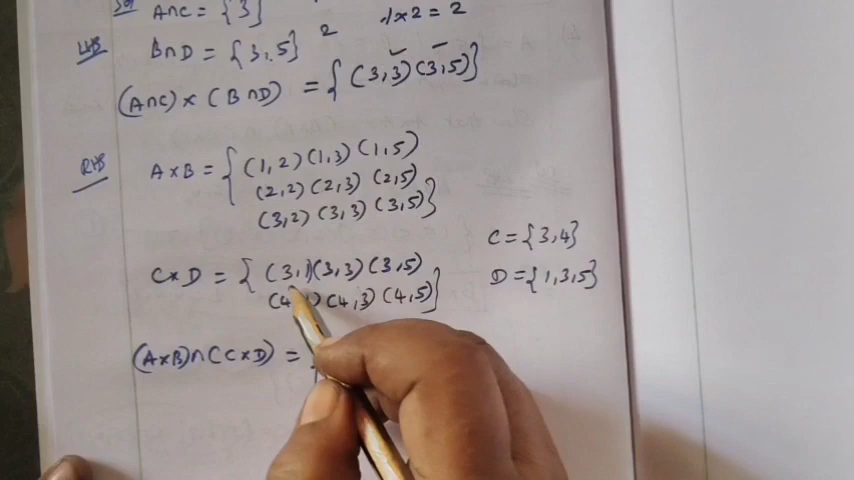 Sol A∩C = {3}
1x2 = 2
LHS B∩D = {3,5} 2
(A∩C) x (B∩D) = {(3,3) (3,5)}
RHS A x B = {(1,2) (1,3) (1,5)
(2,2) (2,3) (2,5)
(3,2) (3,3) (3,5)}
C = {3,4}
C x D = {(3,1) (3,3) (3,5)
D = {1,3,5}
(4,1) (4,3) (4,5)}
(A x B) ∩ (C x D) =